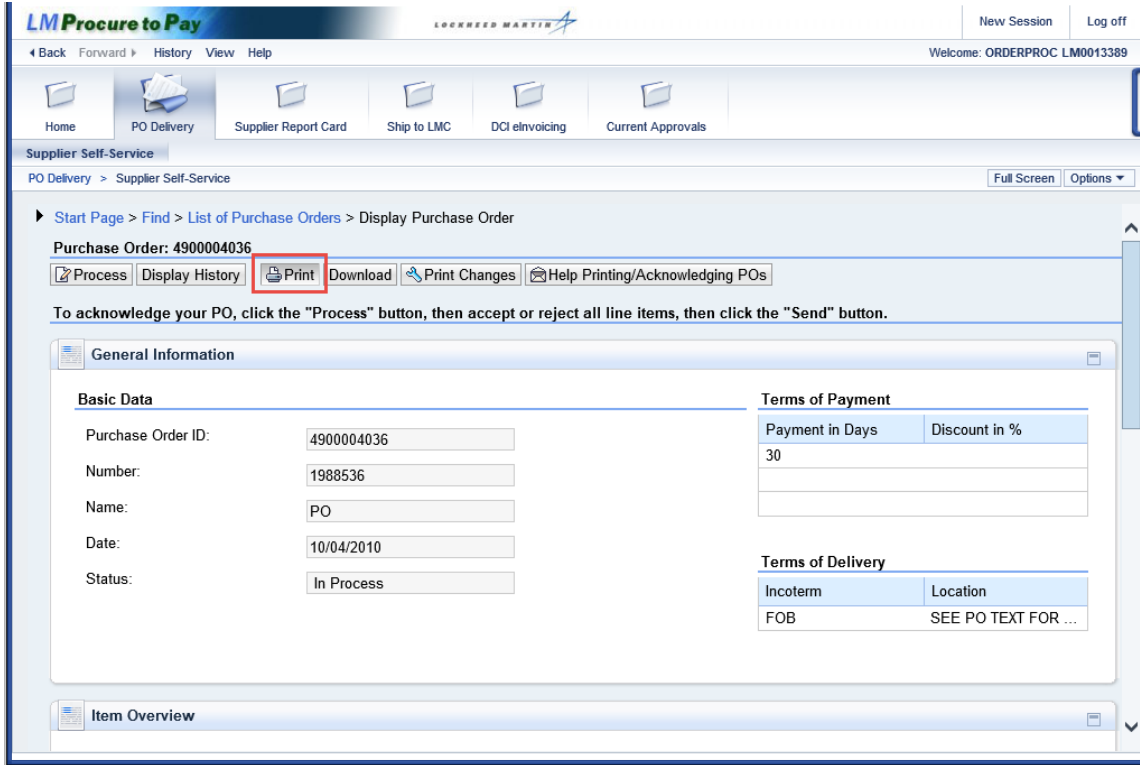 LM Procure to Pay LOCKHEED MARTIN New Session Log off
Back Forward History View Help Welcome: ORDERPROC LM0013389
Home PO Delivery Supplier Report Card Ship to LMC DCI eInvoicing Current Approvals
Supplier Self-Service
PO Delivery > Supplier Self-Service Full Screen Options
Start Page > Find > List of Purchase Orders > Display Purchase Order
Purchase Order: 4900004036
Process Display History Print Download Print Changes Help Printing/Acknowledging POs
To acknowledge your PO, click the "Process" button, then accept or reject all line items, then click the "Send" button.
General Information
Basic Data
Purchase Order ID: 4900004036
Number: 1988536
Name: PO
Date: 10/04/2010
Status: In Process
Terms of Payment
Payment in Days Discount in %
30
Terms of Delivery
Incoterm Location
FOB SEE PO TEXT FOR ...
Item Overview